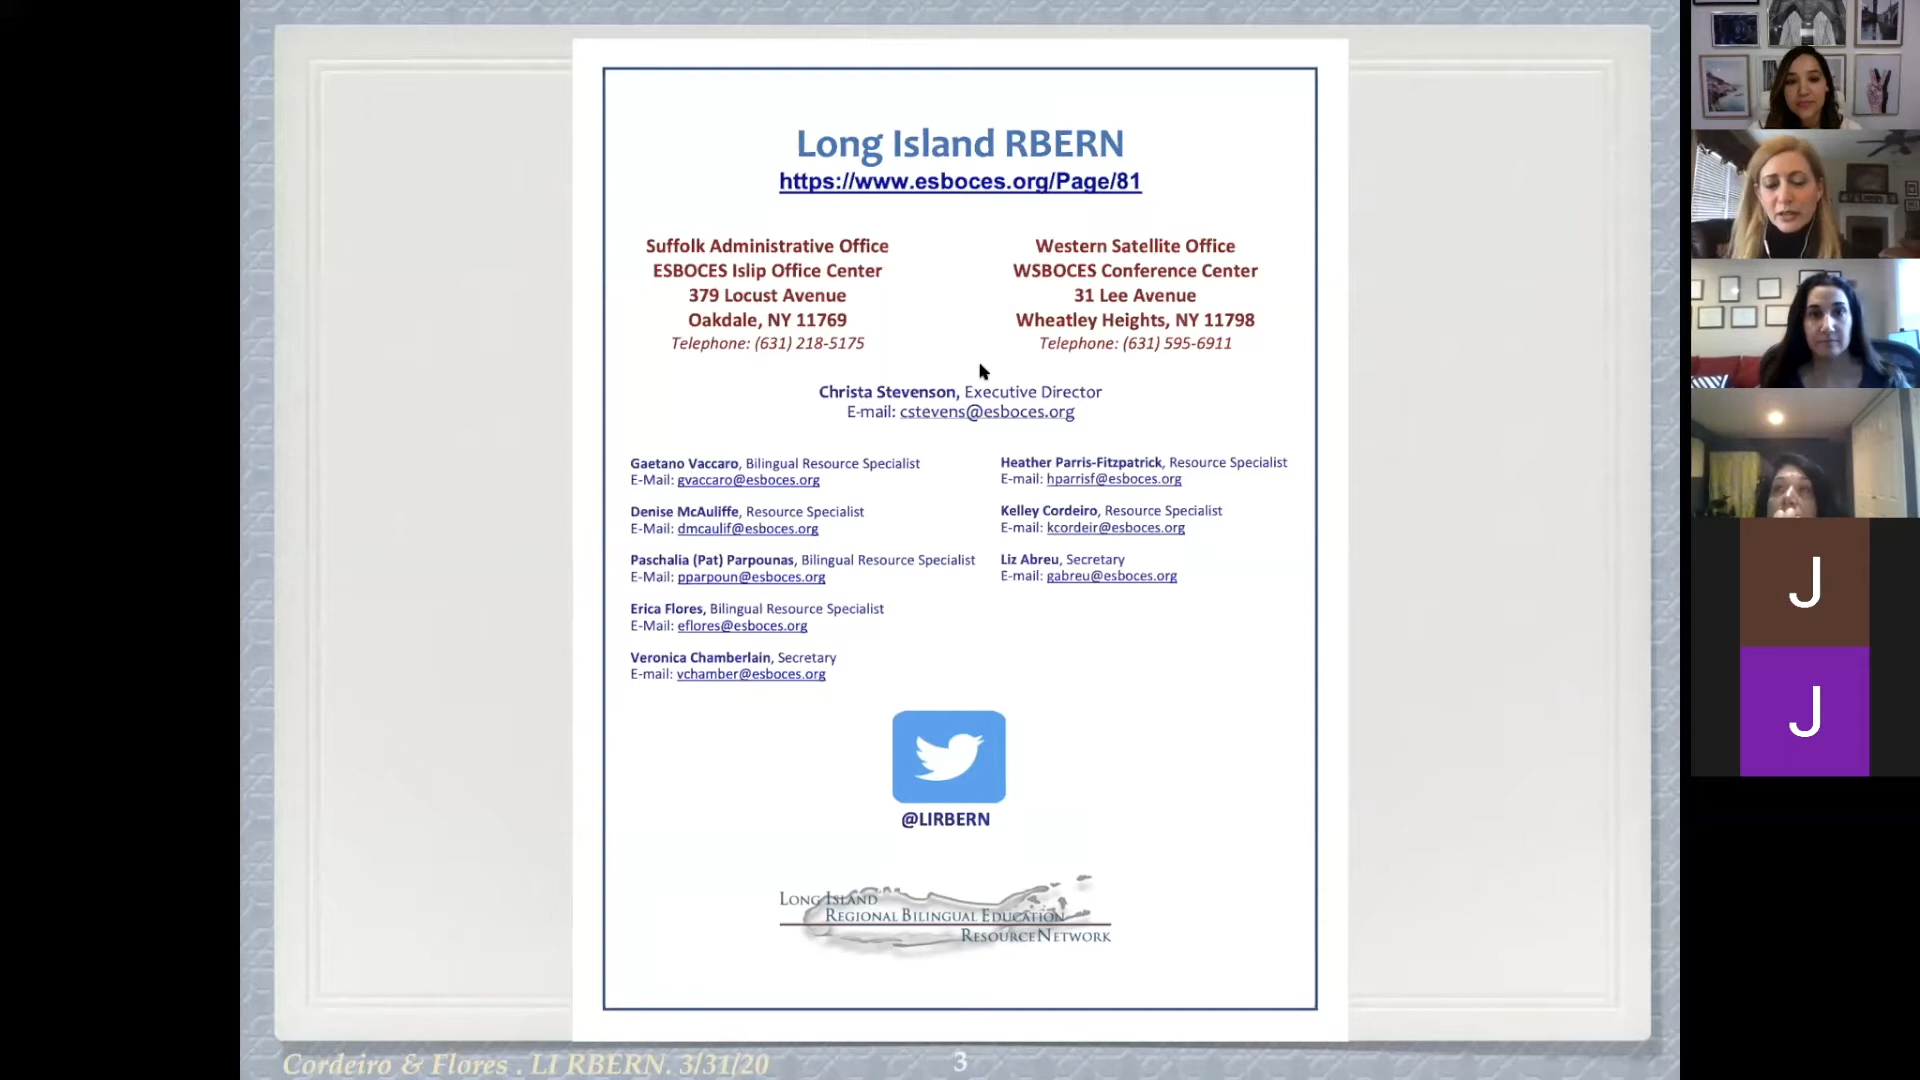 Long Island RBERN
https://www.esboces.org/Page/81
Suffolk Administrative Office
ESBOCES Islip Office Center
379 Locust Avenue
Oakdale, NY 11769
Telephone: (631) 218-5175
Western Satellite Office
WSBOCES Conference Center
31 Lee Avenue
Wheatley Heights, NY 11798
Telephone: (631) 595-6911
Christa Stevenson, Executive Director
E-mail: cstevens@esboces.org
Gaetano Vaccaro, Bilingual Resource Specialist
E-Mail: gvaccaro@esboces.org
Denise McAuliffe, Resource Specialist
E-Mail: dmcaulif@esboces.org
Paschalia (Pat) Parpounas, Bilingual Resource Specialist
E-Mail: pparpoun@esboces.org
Erica Flores, Bilingual Resource Specialist
E-Mail: eflores@esboces.org
Veronica Chamberlain, Secretary
E-mail: vchamber@esboces.org
Heather Parris-Fitzpatrick, Resource Specialist
E-mail: hparrisf@esboces.org
Kelley Cordeiro, Resource Specialist
E-mail: kcordeir@esboces.org
Liz Abreu, Secretary
E-mail: gabreu@esboces.org
@LIRBERN
LONG ISLAND
REGIONAL BILINGUAL EDUCATION
RESOURCE NETWORK
Cordeiro & Flores . LI RBERN. 3/31/20
3
J
J